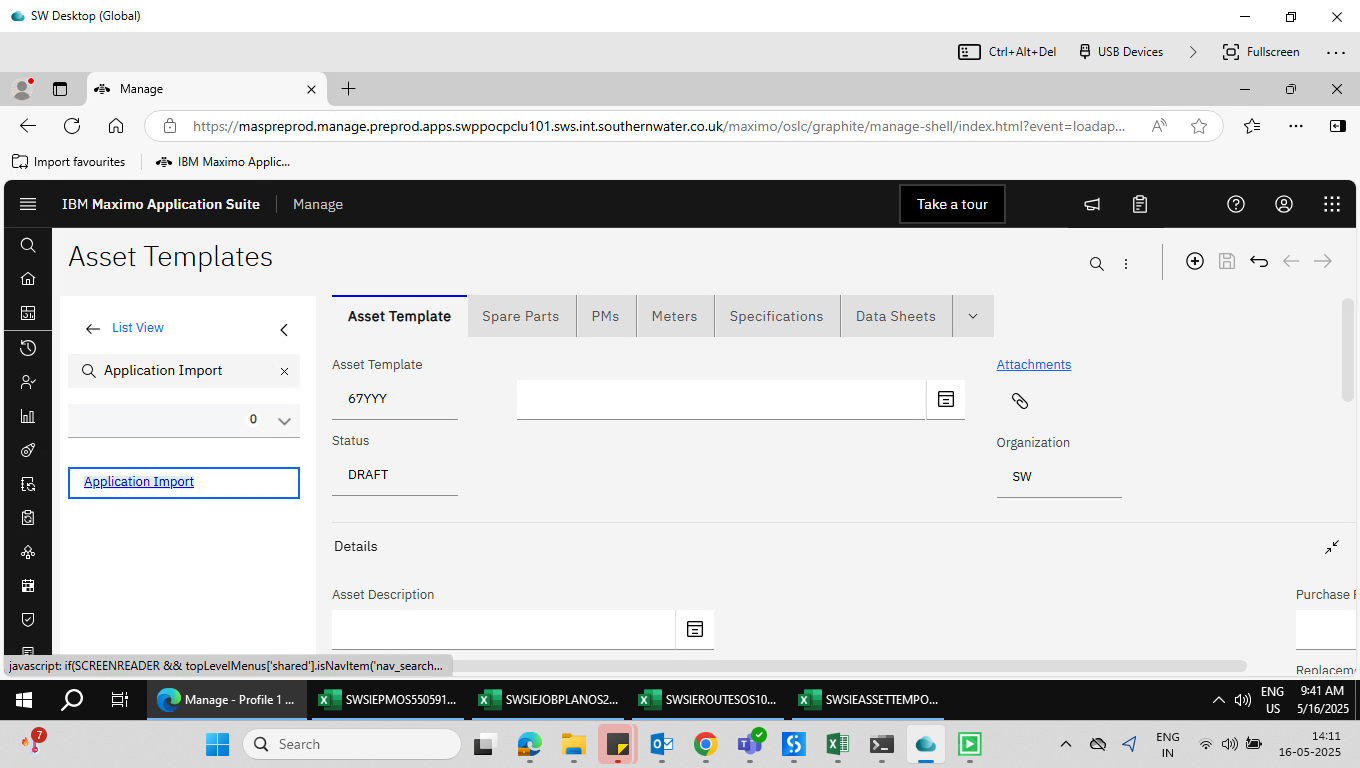 SW Desktop (Global)
Ctrl+Alt+Del
USB Devices
Fullscreen
Manage
https://maspreprod.manage.preprod.apps.swppocpclu101.sws.int.southernwater.co.uk/maximo/oslc/graphite/manage-shell/index.html?event=loadap...
Import favourites
IBM Maximo Applic...
IBM Maximo Application Suite
Manage
Take a tour
Asset Templates
List View
Application Import
0
Application Import
Asset Template
Spare Parts
PMs
Meters
Specifications
Data Sheets
Asset Template
67YYY
Attachments
Status
DRAFT
Organization
SW
Details
Asset Description
Purchase
Replacem
javascript: if(SCREENREADER && topLevelMenus['shared'].isNavItem('nav_search...
Manage - Profile 1 ...
SWSIEPMOS550591...
SWSIEJOBPLANOS2...
SWSIEROUTESOS10...
SWSIEASSETTEMPO...
ENG
US
9:41 AM
5/16/2025
7
Search
ENG
IN
14:11
16-05-2025